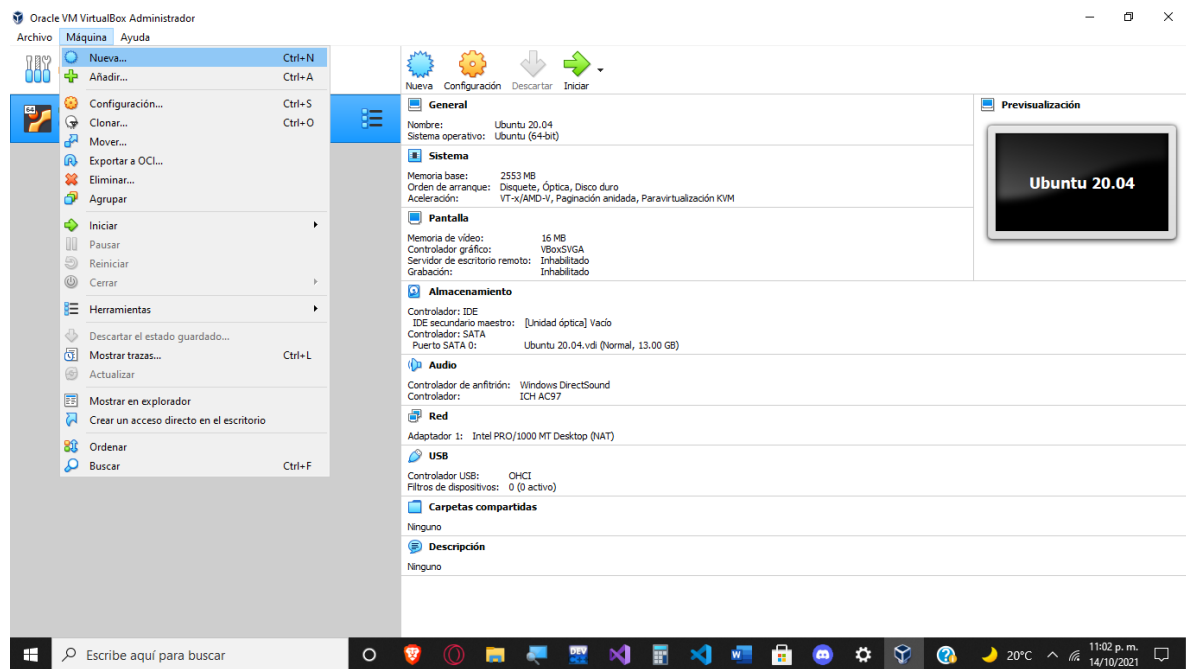 Oracle VM VirtualBox Administrador
Archivo Máquina Ayuda
Nueva... Ctrl+N
Añadir... Ctrl+A
Configuración... Ctrl+S
Clonar... Ctrl+O
Mover...
Exportar a OCI...
Eliminar...
Agrupar
Iniciar
Pausar
Reiniciar
Cerrar
Herramientas
Descartar el estado guardado...
Mostrar trazas... Ctrl+L
Actualizar
Mostrar en explorador
Crear un acceso directo en el escritorio
Ordenar
Buscar Ctrl+F
64
Nueva Configuración Descartar Iniciar
General
Nombre: Ubuntu 20.04
Sistema operativo: Ubuntu (64-bit)
Sistema
Memoria base: 2553 MB
Orden de arranque: Disquete, Óptica, Disco duro
Aceleración: VT-x/AMD-V, Paginación anidada, Paravirtualización KVM
Pantalla
Memoria de vídeo: 16 MB
Controlador gráfico: VBoxSVGA
Servidor de escritorio remoto: Inhabilitado
Grabación: Inhabilitado
Previsualización
Ubuntu 20.04
Almacenamiento
Controlador: IDE
IDE secundario maestro: [Unidad óptica] Vacío
Controlador: SATA
Puerto SATA 0: Ubuntu 20.04.vdi (Normal, 13.00 GB)
Audio
Controlador de anfitrión: Windows DirectSound
Controlador: ICH AC97
Red
Adaptador 1: Intel PRO/1000 MT Desktop (NAT)
USB
Controlador USB: OHCI
Filtros de dispositivos: 0 (0 activo)
Carpetas compartidas
Ninguno
Descripción
Ninguno
Escribe aquí para buscar
DEV
20°C
11:02 p. m.
14/10/2021